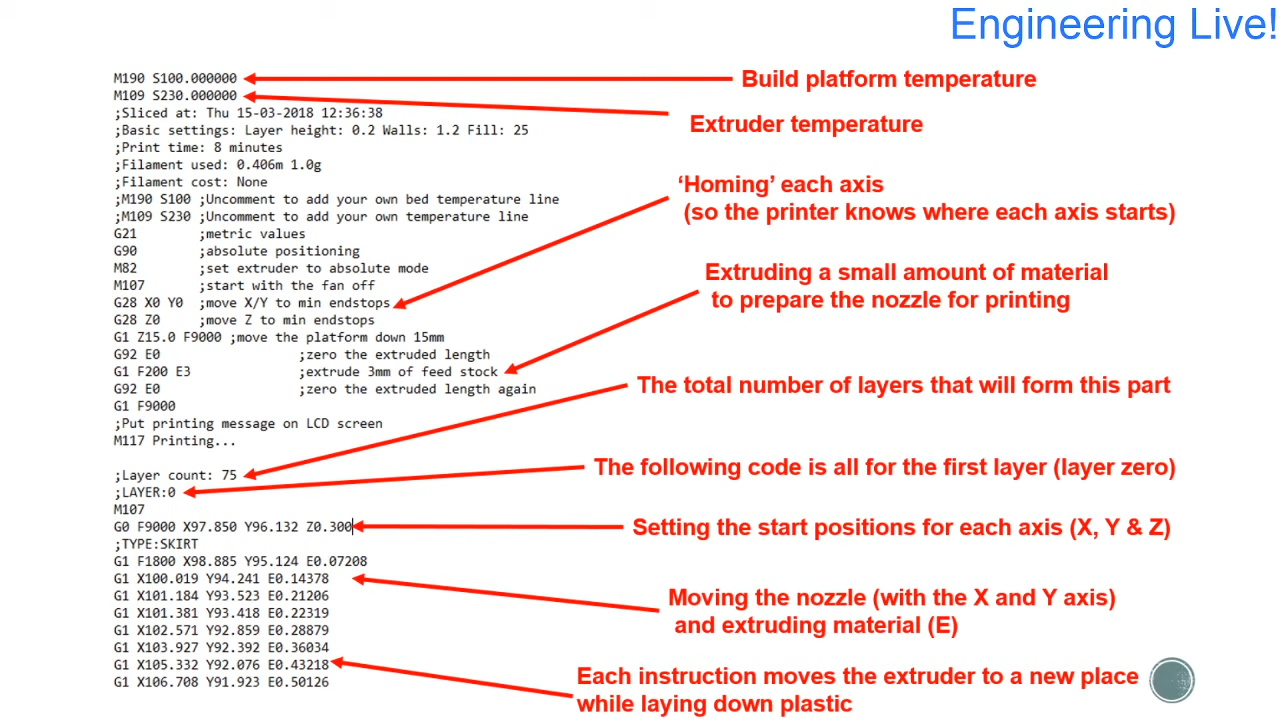 Engineering Live!
M190 S100.000000
M109 S230.000000
;Sliced at: Thu 15-03-2018 12:36:38
;Basic settings: Layer height: 0.2 Walls: 1.2 Fill: 25
;Print time: 8 minutes
;Filament used: 0.406m 1.0g
;Filament cost: None
;M190 S100 ;Uncomment to add your own bed temperature line
;M109 S230 ;Uncomment to add your own temperature line
G21 ;metric values
G90 ;absolute positioning
M82 ;set extruder to absolute mode
M107 ;start with the fan off
G28 X0 Y0 ;move X/Y to min endstops
G28 Z0 ;move Z to min endstops
G1 Z15.0 F9000 ;move the platform down 15mm
G92 E0 ;zero the extruded length
G1 F200 E3 ;extrude 3mm of feed stock
G92 E0 ;zero the extruded length again
G1 F9000
;Put printing message on LCD screen
M117 Printing...
;Layer count: 75
;LAYER:0
M107
G0 F9000 X97.850 Y96.132 Z0.300
;TYPE:SKIRT
G1 F1800 X98.885 Y95.124 E0.07208
G1 X100.019 Y94.241 E0.14378
G1 X101.184 Y93.523 E0.21206
G1 X101.381 Y93.418 E0.22319
G1 X102.571 Y92.859 E0.28879
G1 X103.927 Y92.392 E0.36034
G1 X105.332 Y92.076 E0.43218
G1 X106.708 Y91.923 E0.50126
Build platform temperature
Extruder temperature
‘Homing’ each axis
(so the printer knows where each axis starts)
Extruding a small amount of material
to prepare the nozzle for printing
The total number of layers that will form this part
The following code is all for the first layer (layer zero)
Setting the start positions for each axis (X, Y & Z)
Moving the nozzle (with the X and Y axis)
and extruding material (E)
Each instruction moves the extruder to a new place
while laying down plastic